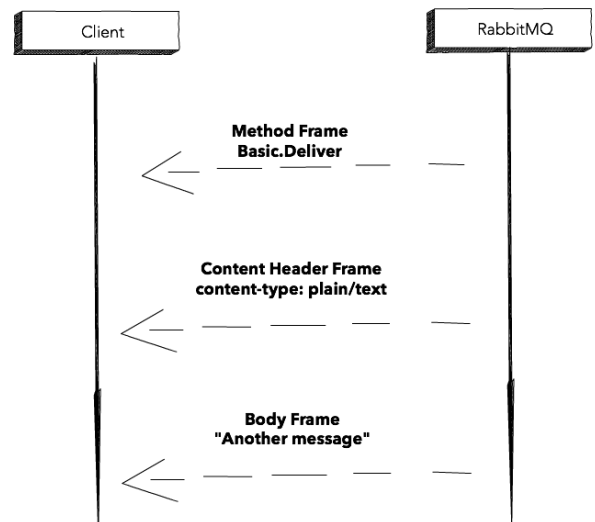 Client
RabbitMQ
Method Frame
Basic.Deliver
Content Header Frame
content-type: plain/text
Body Frame
"Another message"